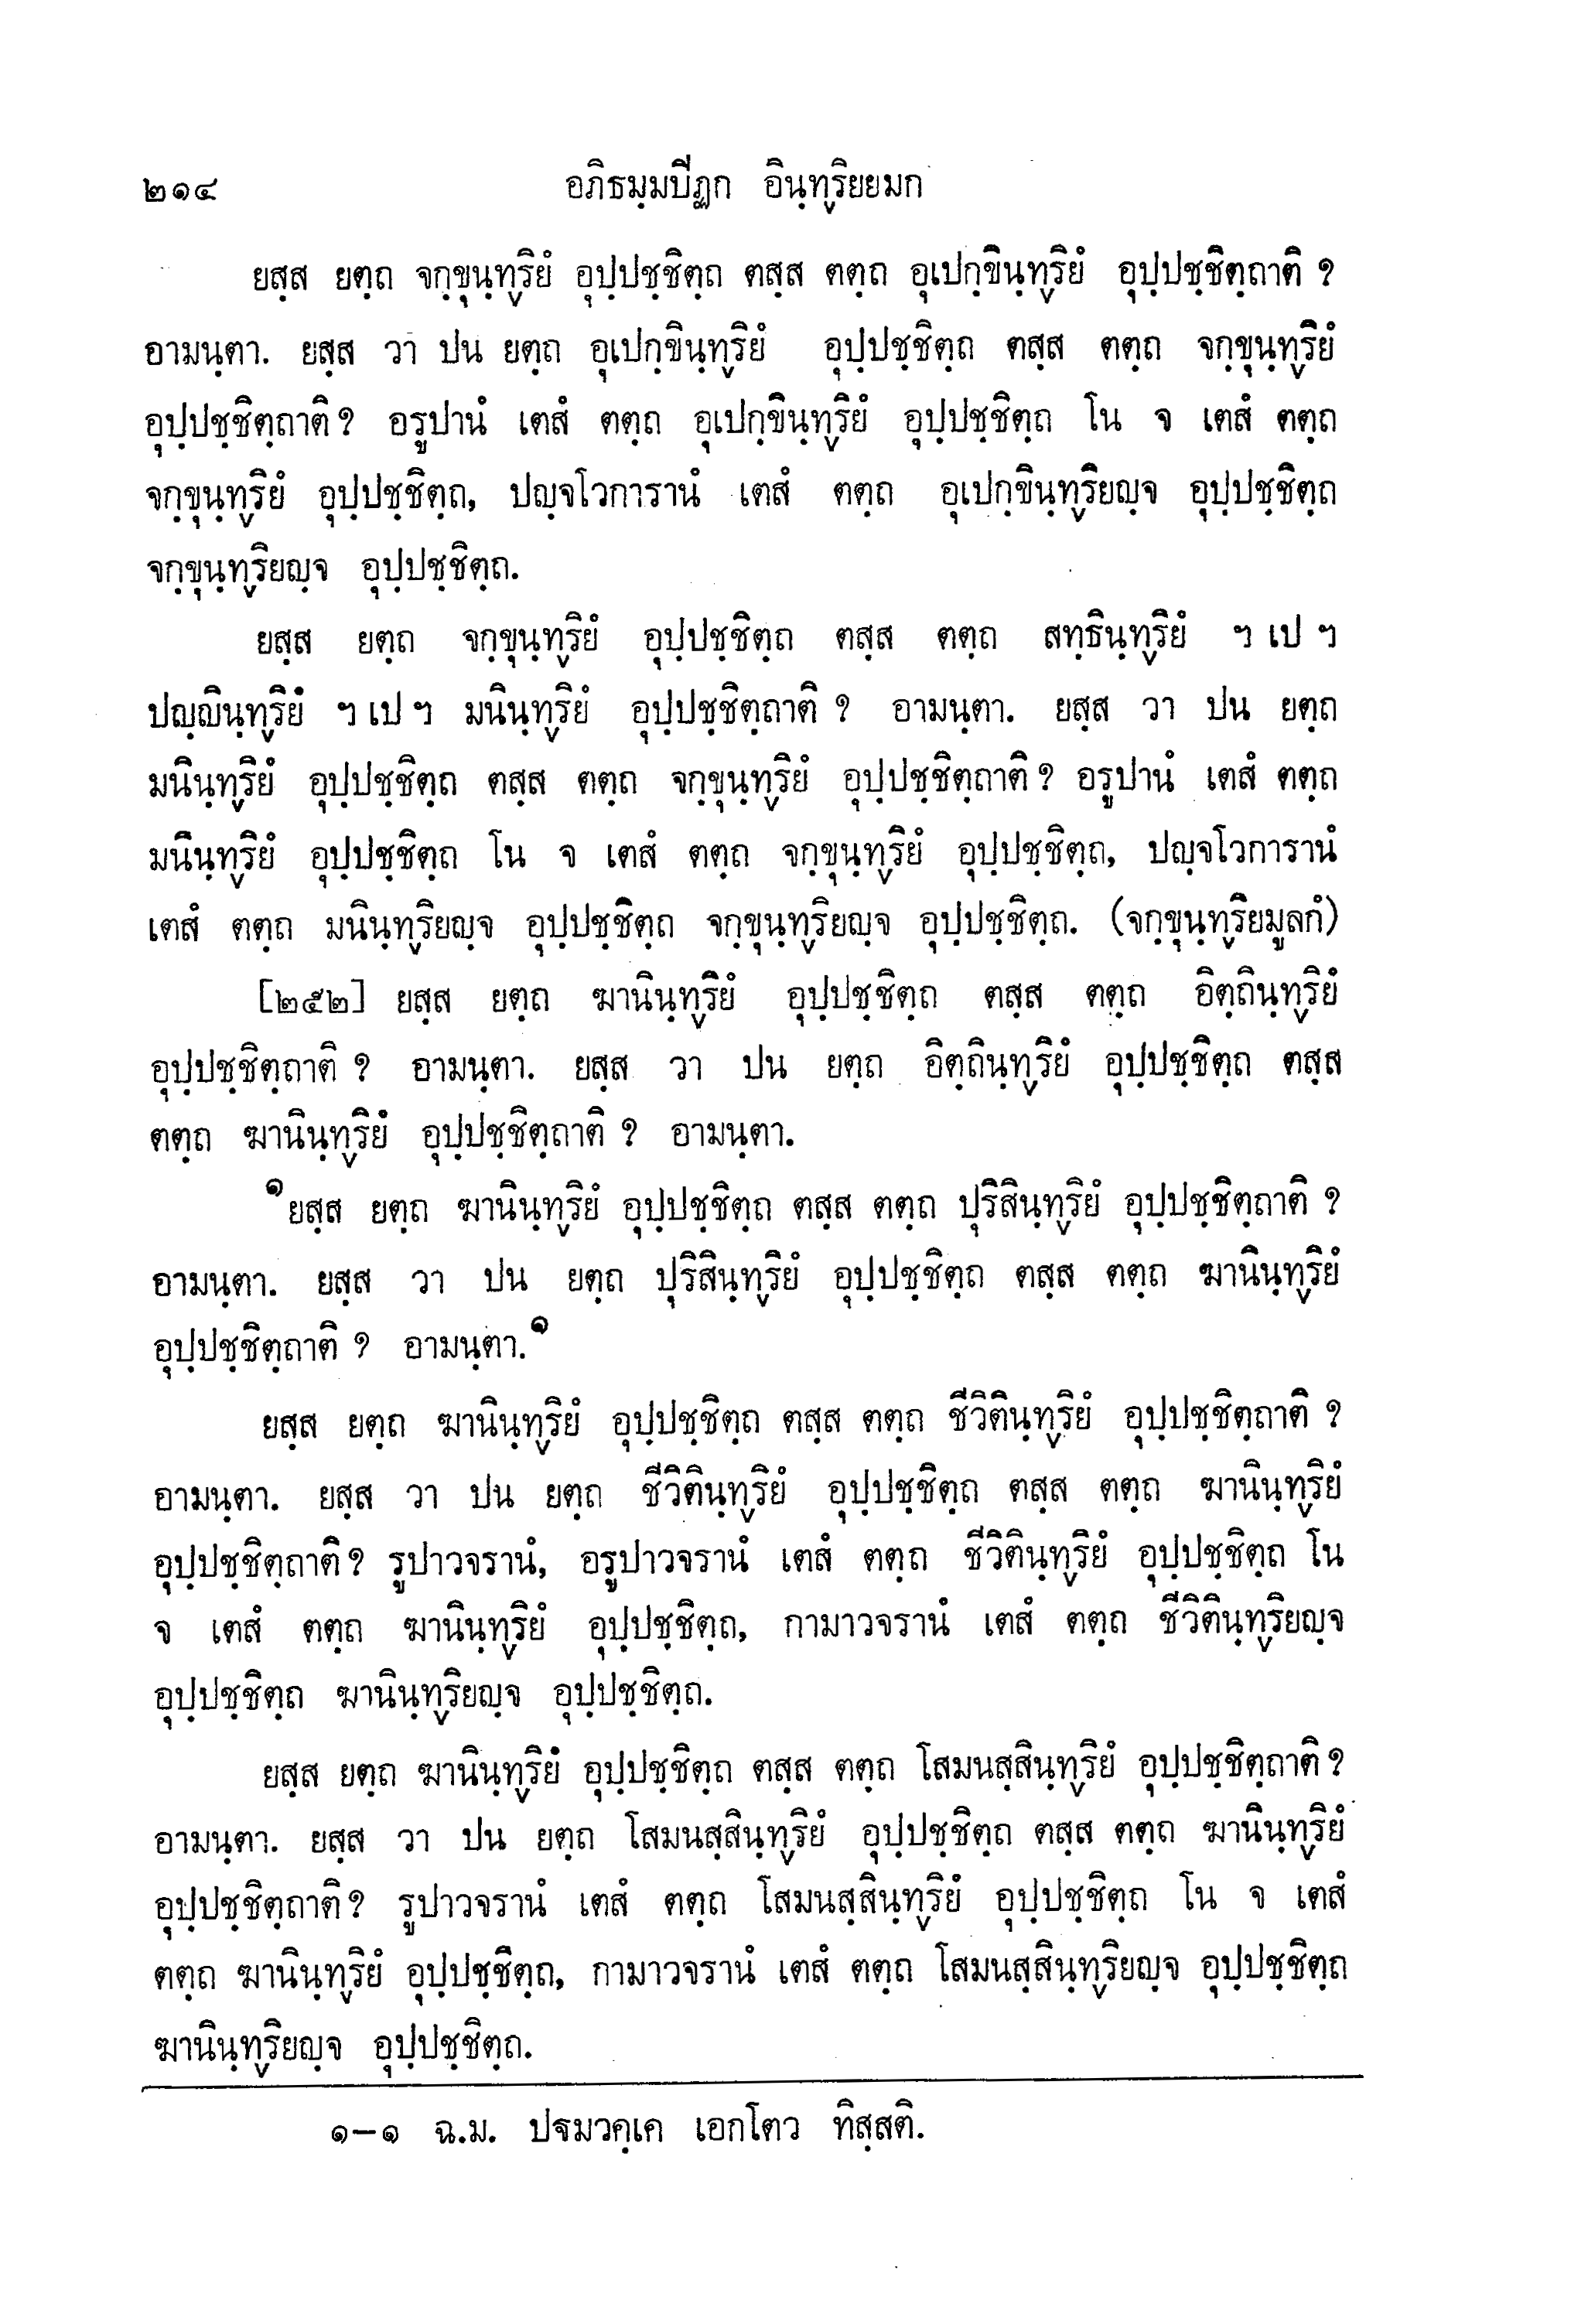 ๒๑๔ อภิธมฺมปิฏก อินฺทฺริยยมก
ยสฺส ยตฺถ จกฺขุนฺทฺริยํ อุปฺปชฺชิตฺถ ตสฺส ตตฺถ อุเปกฺขินฺทฺริยํ อุปฺปชฺชิตฺถาติ ?
อามนฺตา. ยสฺส วา ปน ยตฺถ อุเปกฺขินฺทฺริยํ อุปฺปชฺชิตฺถ ตสฺส ตตฺถ จกฺขุนฺทฺริยํ
อุปฺปชฺชิตฺถาติ ? อรูปานํ เตสํ ตตฺถ อุเปกฺขินฺทฺริยํ อุปฺปชฺชิตฺถ โน จ เตสํ ตตฺถ
จกฺขุนฺทฺริยํ อุปฺปชฺชิตฺถ, ปญฺจโวการานํ เตสํ ตตฺถ อุเปกฺขินฺทฺริยญฺจ อุปฺปชฺชิตฺถ
จกฺขุนฺทฺริยญฺจ อุปฺปชฺชิตฺถ.
ยสฺส ยตฺถ จกฺขุนฺทฺริยํ อุปฺปชฺชิตฺถ ตสฺส ตตฺถ สทฺธินฺทฺริยํ ฯ เป ฯ
ปญฺญินฺทฺริยํ ฯ เป ฯ มนินฺทฺริยํ อุปฺปชฺชิตฺถาติ ? อามนฺตา. ยสฺส วา ปน ยตฺถ
มนินฺทฺริยํ อุปฺปชฺชิตฺถ ตสฺส ตตฺถ จกฺขุนฺทฺริยํ อุปฺปชฺชิตฺถาติ ? อรูปานํ เตสํ ตตฺถ
มนินฺทฺริยํ อุปฺปชฺชิตฺถ โน จ เตสํ ตตฺถ จกฺขุนฺทฺริยํ อุปฺปชฺชิตฺถ, ปญฺจโวการานํ
เตสํ ตตฺถ มนินฺทฺริยญฺจ อุปฺปชฺชิตฺถ จกฺขุนฺทฺริยญฺจ อุปฺปชฺชิตฺถ. (จกฺขุนฺทฺริยมูลกํ)
[๒๕๒] ยสฺส ยตฺถ ฆานินฺทฺริยํ อุปฺปชฺชิตฺถ ตสฺส ตตฺถ อิตฺถินฺทฺริยํ
อุปฺปชฺชิตฺถาติ ? อามนฺตา. ยสฺส วา ปน ยตฺถ อิตฺถินฺทฺริยํ อุปฺปชฺชิตฺถ ตสฺส
ตตฺถ ฆานินฺทฺริยํ อุปฺปชฺชิตฺถาติ ? อามนฺตา.
๑ยสฺส ยตฺถ ฆานินฺทฺริยํ อุปฺปชฺชิตฺถ ตสฺส ตตฺถ ปุริสินฺทฺริยํ อุปฺปชฺชิตฺถาติ ?
อามนฺตา. ยสฺส วา ปน ยตฺถ ปุริสินฺทฺริยํ อุปฺปชฺชิตฺถ ตสฺส ตตฺถ ฆานินฺทฺริยํ
อุปฺปชฺชิตฺถาติ ? อามนฺตา.๑
ยสฺส ยตฺถ ฆานินฺทฺริยํ อุปฺปชฺชิตฺถ ตสฺส ตตฺถ ชีวิตินฺทฺริยํ อุปฺปชฺชิตฺถาติ ?
อามนฺตา. ยสฺส วา ปน ยตฺถ ชีวิตินฺทฺริยํ อุปฺปชฺชิตฺถ ตสฺส ตตฺถ ฆานินฺทฺริยํ
อุปฺปชฺชิตฺถาติ ? รูปาวจรานํ, อรูปาวจรานํ เตสํ ตตฺถ ชีวิตินฺทฺริยํ อุปฺปชฺชิตฺถ โน
จ เตสํ ตตฺถ ฆานินฺทฺริยํ อุปฺปชฺชิตฺถ, กามาวจรานํ เตสํ ตตฺถ ชีวิตินฺทฺริยญฺจ
อุปฺปชฺชิตฺถ ฆานินฺทฺริยญฺจ อุปฺปชฺชิตฺถ.
ยสฺส ยตฺถ ฆานินฺทฺริยํ อุปฺปชฺชิตฺถ ตสฺส ตตฺถ โสมนสฺสินฺทฺริยํ อุปฺปชฺชิตฺถาติ ?
อามนฺตา. ยสฺส วา ปน ยตฺถ โสมนสฺสินฺทฺริยํ อุปฺปชฺชิตฺถ ตสฺส ตตฺถ ฆานินฺทฺริยํ
อุปฺปชฺชิตฺถาติ ? รูปาวจรานํ เตสํ ตตฺถ โสมนสฺสินฺทฺริยํ อุปฺปชฺชิตฺถ โน จ เตสํ
ตตฺถ ฆานินฺทฺริยํ อุปฺปชฺชิตฺถ, กามาวจรานํ เตสํ ตตฺถ โสมนสฺสินฺทฺริยญฺจ อุปฺปชฺชิตฺถ
ฆานินฺทฺริยญฺจ อุปฺปชฺชิตฺถ.
๑–๑ ฉ.ม. ปฐมวคฺเค เอกโตว ทิสฺสติ.